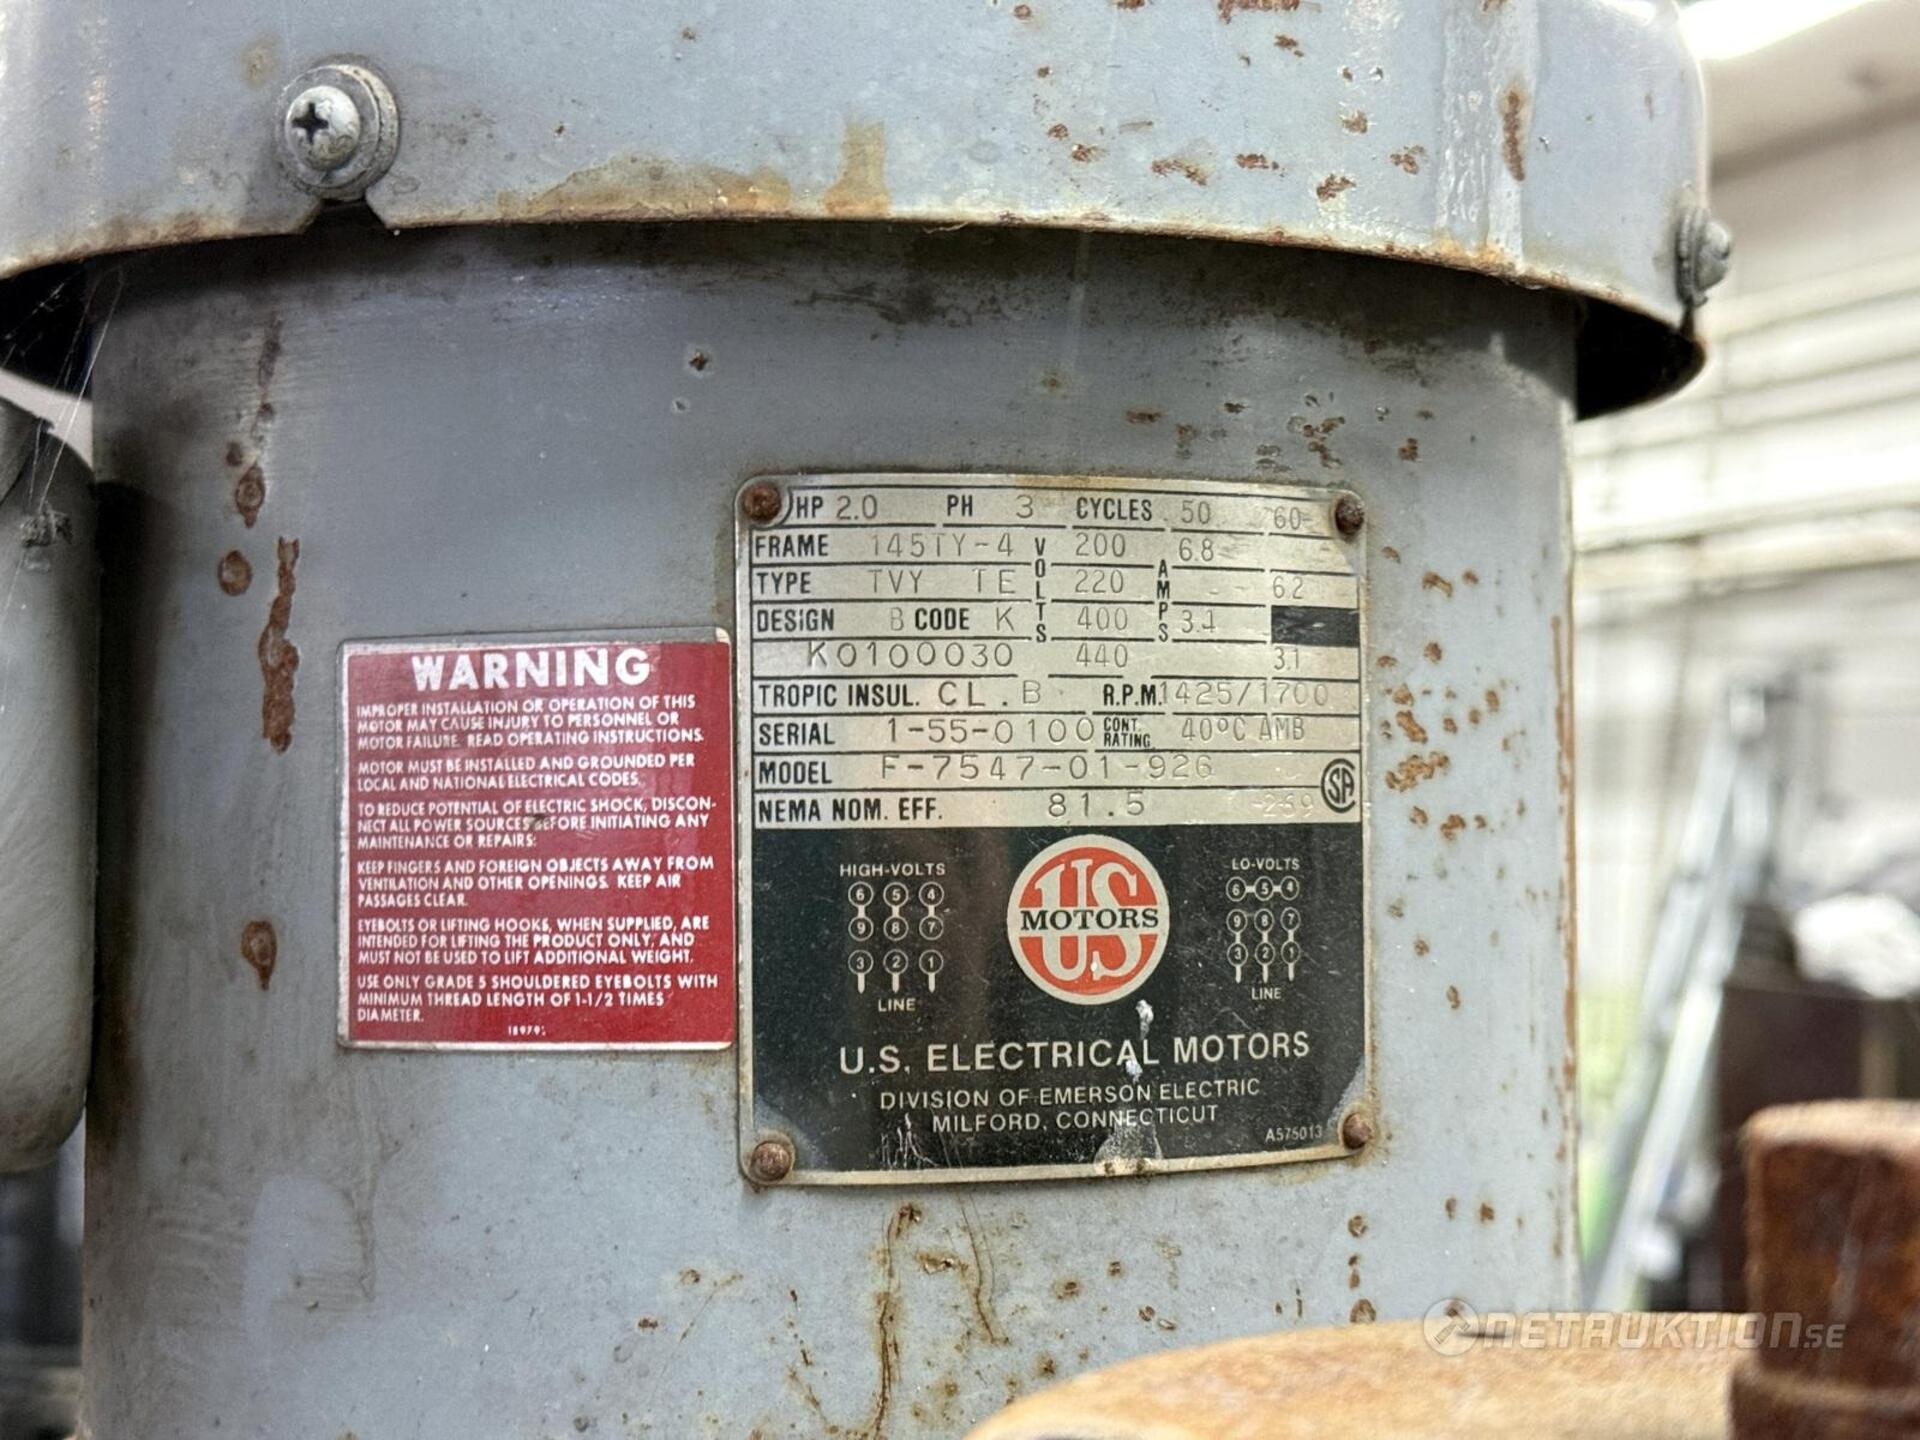 HP 2.0 PH 3 CYCLES 50 60
FRAME 145TY-4 VOLTS 200 AMPS 6.8
TYPE TVY TE 220 6.2
DESIGN B CODE K 400 3.4
K0100030 440 3.1
TROPIC INSUL. CL.B R.P.M. 1425/1700
SERIAL 1-55-0100 CONT. RATING 40°C AMB
MODEL F-7547-01-926
NEMA NOM. EFF. 81.5
SA
HIGH-VOLTS
6 5 4
9 8 7
3 2 1
LINE
US
MOTORS
LO-VOLTS
6 5 4
9 8 7
3 2 1
LINE
U.S. ELECTRICAL MOTORS
DIVISION OF EMERSON ELECTRIC
MILFORD, CONNECTICUT
A575013
WARNING
IMPROPER INSTALLATION OR OPERATION OF THIS
MOTOR MAY CAUSE INJURY TO PERSONNEL OR
MOTOR FAILURE. READ OPERATING INSTRUCTIONS.
MOTOR MUST BE INSTALLED AND GROUNDED PER
LOCAL AND NATIONAL ELECTRICAL CODES.
TO REDUCE POTENTIAL OF ELECTRIC SHOCK, DISCON-
NECT ALL POWER SOURCES BEFORE INITIATING ANY
MAINTENANCE OR REPAIRS:
KEEP FINGERS AND FOREIGN OBJECTS AWAY FROM
VENTILATION AND OTHER OPENINGS. KEEP AIR
PASSAGES CLEAR.
EYEBOLTS OR LIFTING HOOKS, WHEN SUPPLIED, ARE
INTENDED FOR LIFTING THE PRODUCT ONLY, AND
MUST NOT BE USED TO LIFT ADDITIONAL WEIGHT.
USE ONLY GRADE 5 SHOULDERED EYEBOLTS WITH
MINIMUM THREAD LENGTH OF 1-1/2 TIMES
DIAMETER.
NETRUKTION.SE